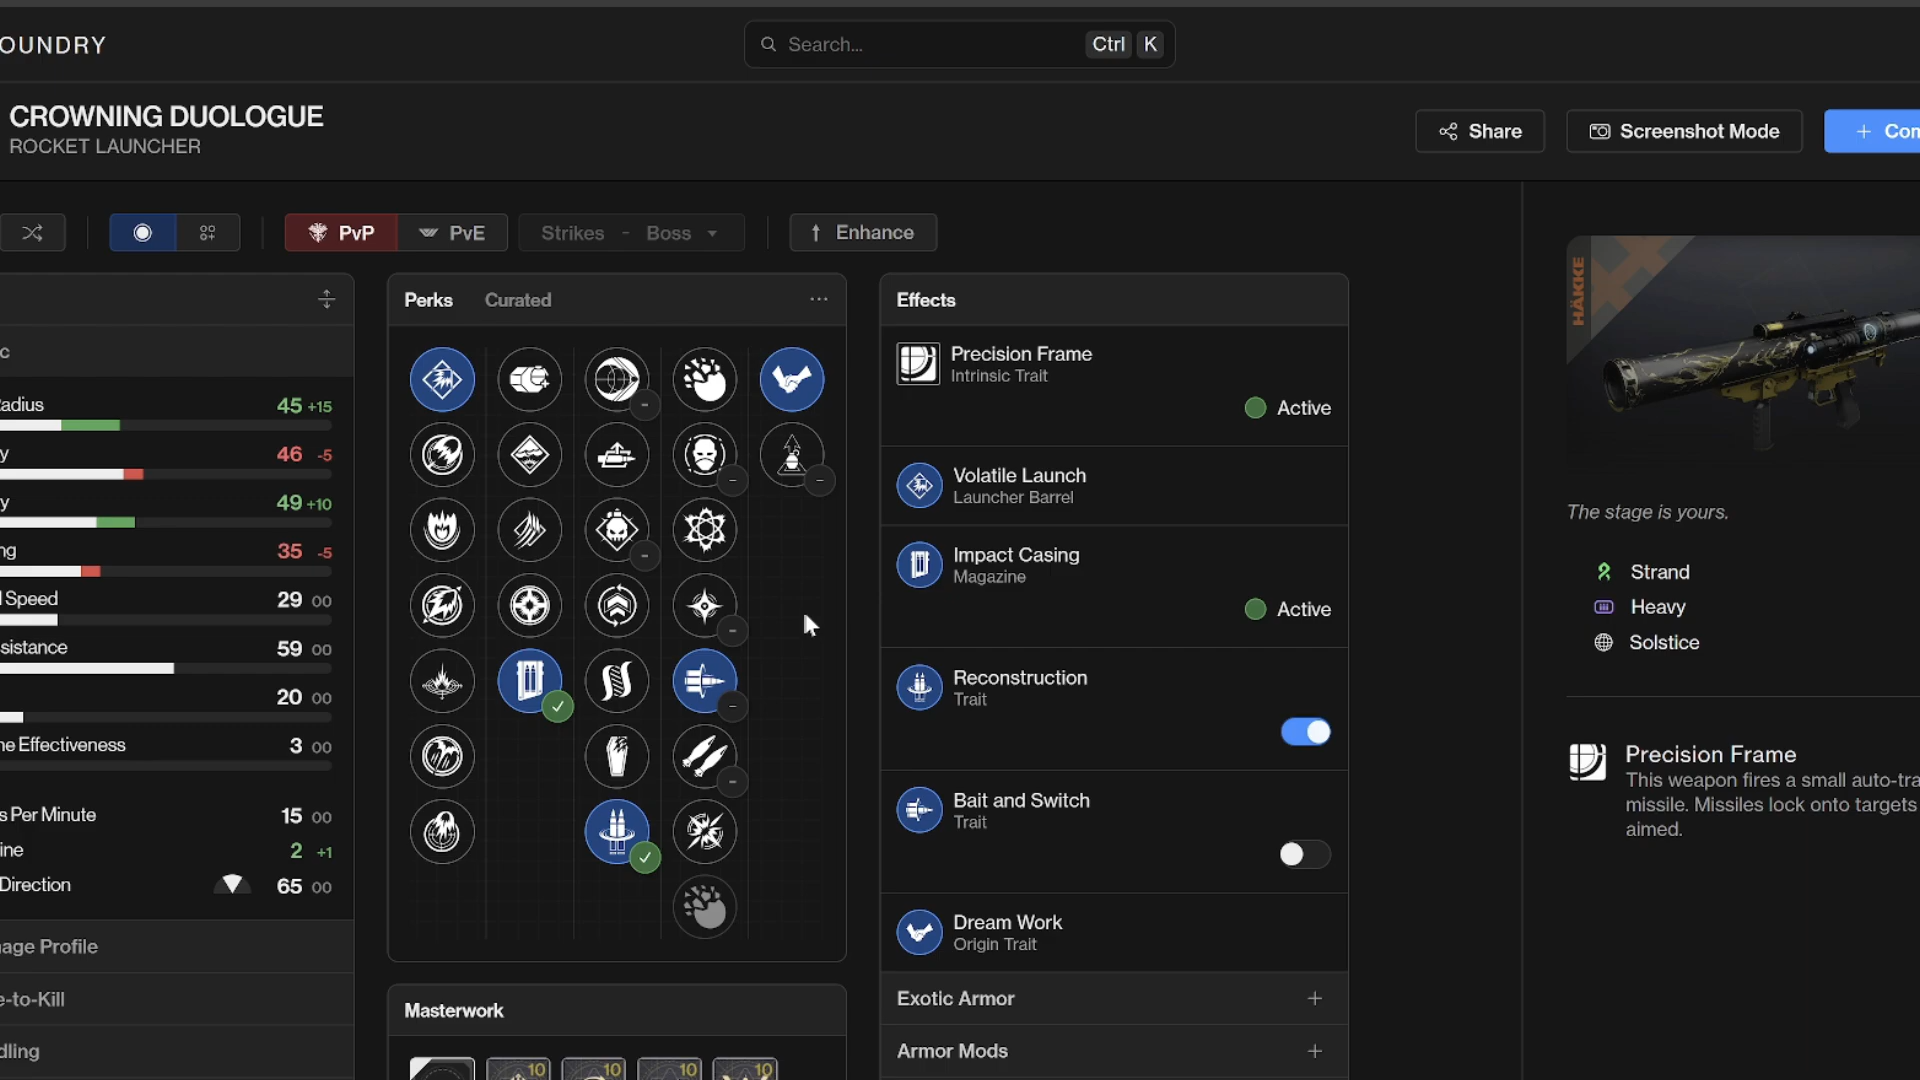 OUNDRY
Search...
Ctrl K
CROWNING DUOLOGUE
ROCKET LAUNCHER
Share
Screenshot Mode
+ Con
PvP
PvE
Strikes - Boss
Enhance
c
adius
45 +15
y
46 -5
y
49 +10
ng
35 -5
d Speed
29 00
sistance
59 00
20 00
ne Effectiveness
3 00
s Per Minute
15 00
ine
2 +1
Direction
65 00
age Profile
e-to-Kill
dling
Perks
Curated
...
Masterwork
10
10
10
10
Effects
Precision Frame
Intrinsic Trait
Active
Volatile Launch
Launcher Barrel
Impact Casing
Magazine
Active
Reconstruction
Trait
Bait and Switch
Trait
Dream Work
Origin Trait
Exotic Armor +
Armor Mods +
HÄKKE
The stage is yours.
Strand
Heavy
Solstice
Precision Frame
This weapon fires a small auto-tra
missile. Missiles lock onto targets
aimed.